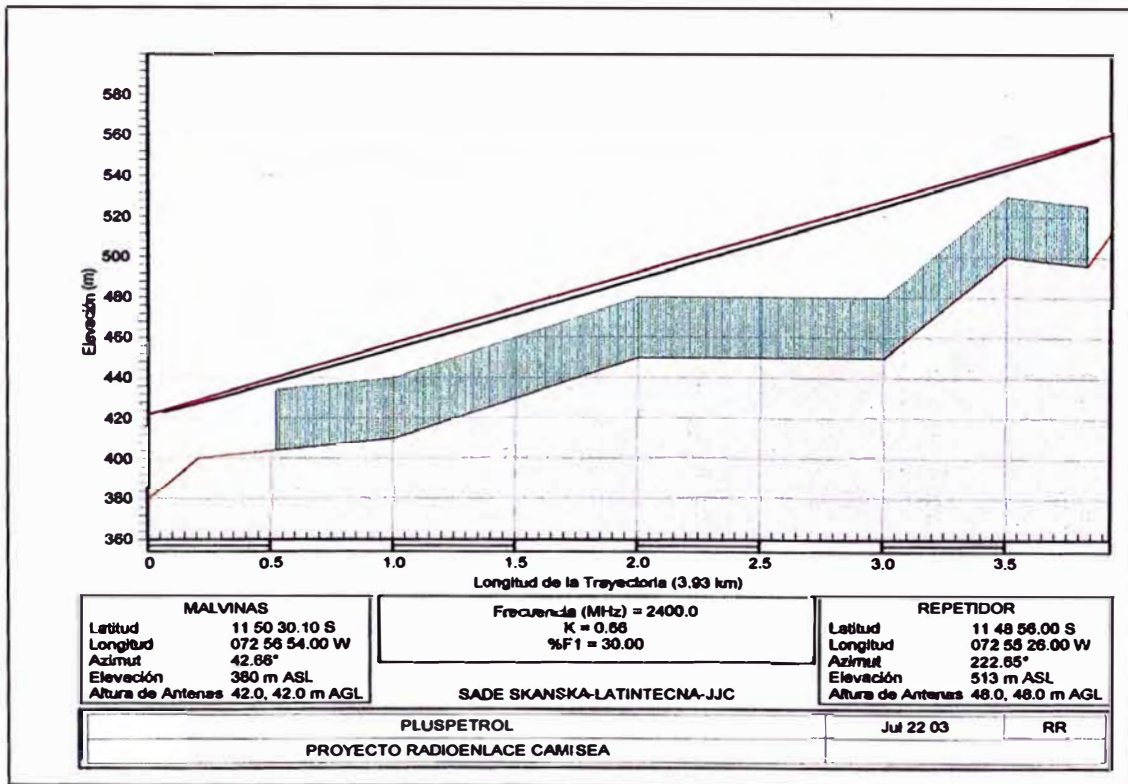 580
560
540
520
500
480
460
440
420
400
380
360
Elevación (m)
0 0.5 1.0 1.5 2.0 2.5 3.0 3.5
Longitud de la Trayectoria (3.93 km)
MALVINAS
Latitud 11 50 30.10 S
Longitud 072 56 54.00 W
Azimut 42.66°
Elevación 380 m ASL
Altura de Antenas 42.0, 42.0 m AGL
Frecuencia (MHz) = 2400.0
K = 0.66
%F1 = 30.00
SADE SKANSKA-LATINTECNA-JJC
REPETIDOR
Latitud 11 48 56.00 S
Longitud 072 55 26.00 W
Azimut 222.65°
Elevación 513 m ASL
Altura de Antenas 48.0, 48.0 m AGL
PLUSPETROL
Jul 22 03
RR
PROYECTO RADIOENLACE CAMISEA